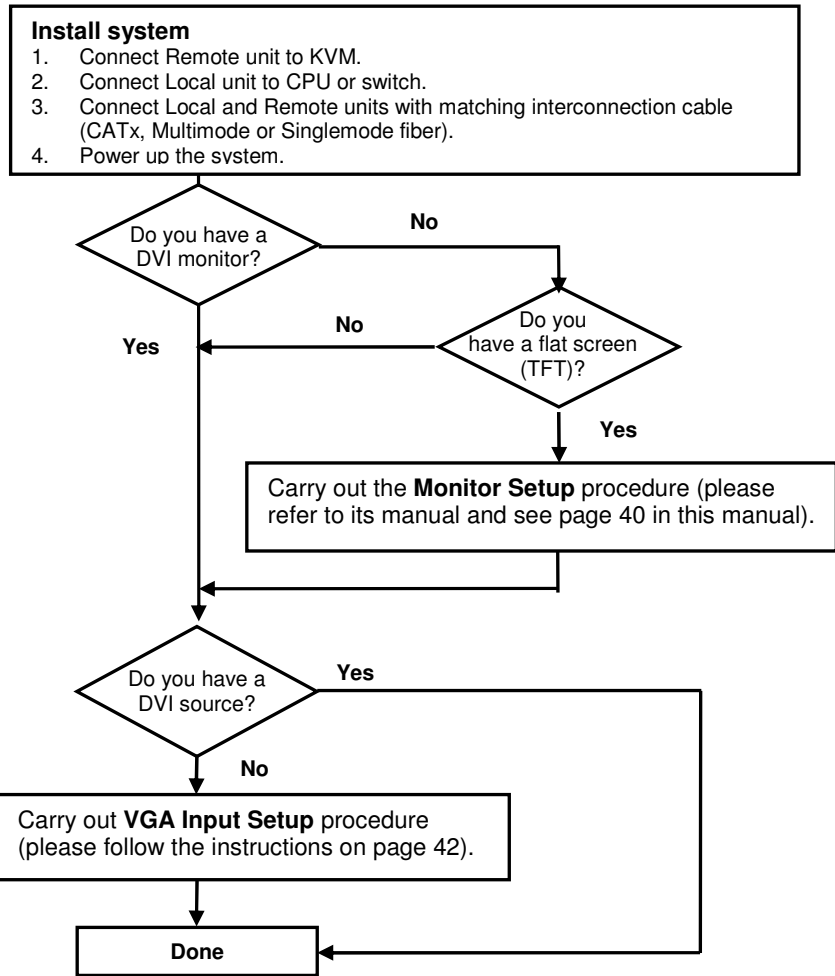 Install system
1. Connect Remote unit to KVM.
2. Connect Local unit to CPU or switch.
3. Connect Local and Remote units with matching interconnection cable
(CATx, Multimode or Singlemode fiber).
4. Power up the system.
Do you have a
DVI monitor?
No
Do you
have a flat screen
(TFT)?
No
Yes
Yes
Carry out the Monitor Setup procedure (please
refer to its manual and see page 40 in this manual).
Do you have a
DVI source?
Yes
No
Carry out VGA Input Setup procedure
(please follow the instructions on page 42).
Done